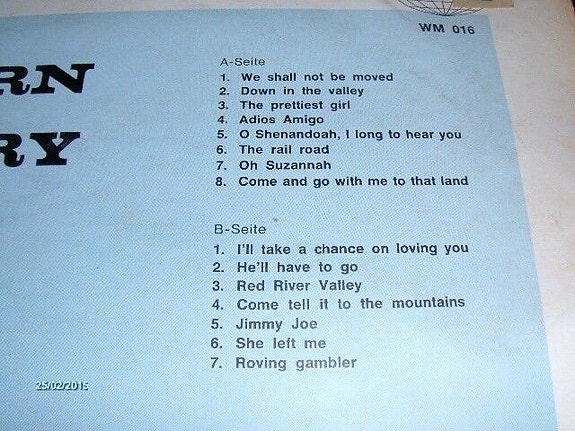 WM 016
RN
RY
A-Seite
1. We shall not be moved
2. Down in the valley
3. The prettiest girl
4. Adios Amigo
5. O Shenandoah, I long to hear you
6. The rail road
7. Oh Suzannah
8. Come and go with me to that land
B-Seite
1. I'll take a chance on loving you
2. He'll have to go
3. Red River Valley
4. Come tell it to the mountains
5. Jimmy Joe
6. She left me
7. Roving gambler
25/02/2015